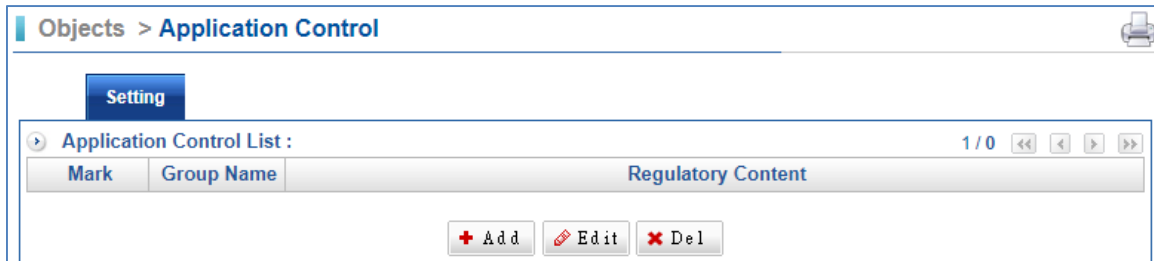 Objects > Application Control
Setting
Application Control List : 1 / 0
Mark Group Name Regulatory Content
Add Edit Del